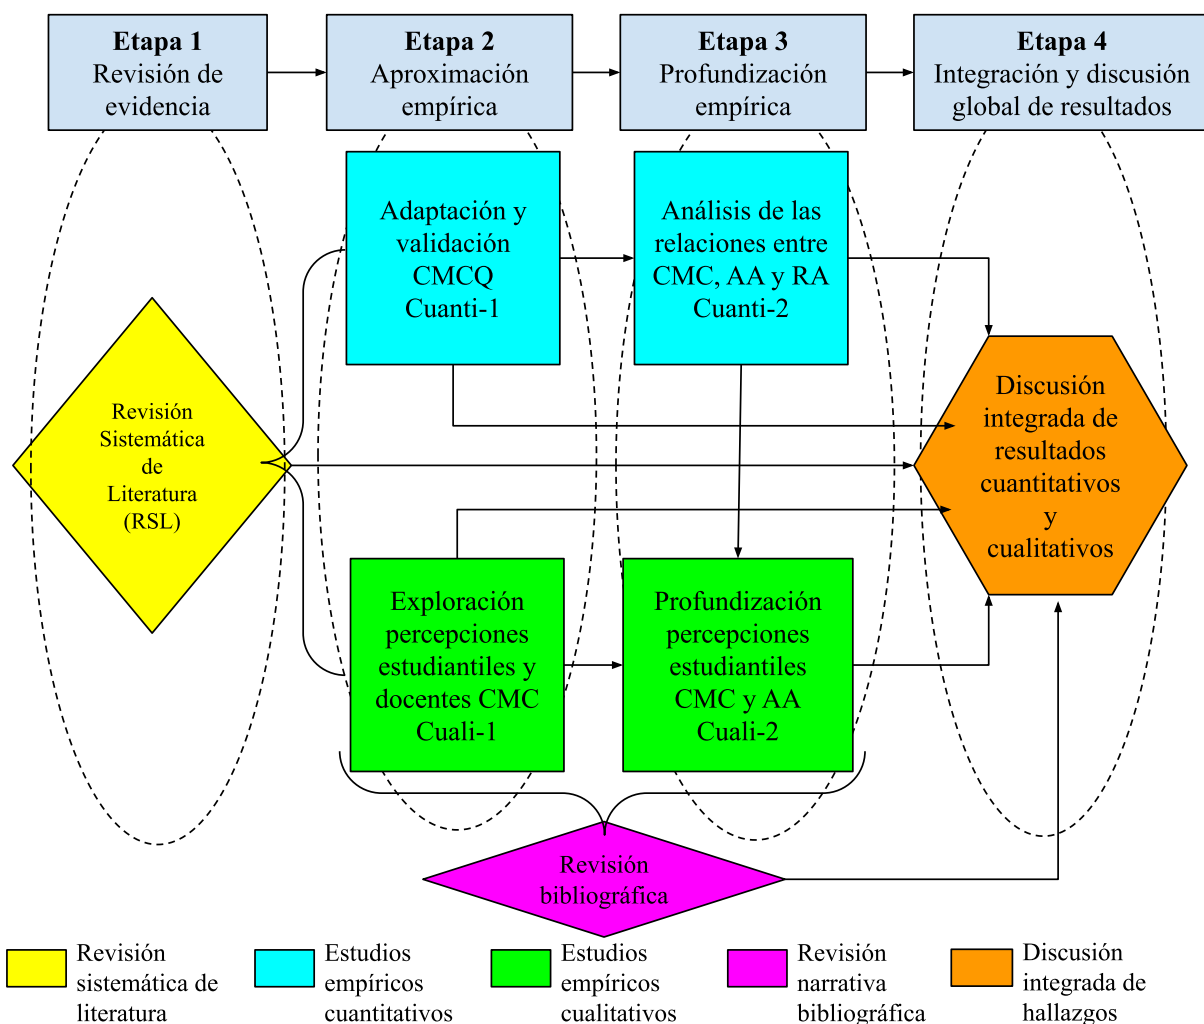 Etapa 1
Revisión de
evidencia
Etapa 2
Aproximación
empírica
Etapa 3
Profundización
empírica
Etapa 4
Integración y discusión
global de resultados
Adaptación y
validación
CMCQ
Cuanti-1
Análisis de las
relaciones entre
CMC, AA y RA
Cuanti-2
Revisión
Sistemática
de
Literatura
(RSL)
Discusión
integrada de
resultados
cuantitativos
y
cualitativos
Exploración
percepciones
estudiantiles y
docentes CMC
Cuali-1
Profundización
percepciones
estudiantiles
CMC y AA
Cuali-2
Revisión
bibliográfica
Revisión
sistemática de
literatura
Estudios
empíricos
cuantitativos
Estudios
empíricos
cualitativos
Revisión
narrativa
bibliográfica
Discusión
integrada de
hallazgos